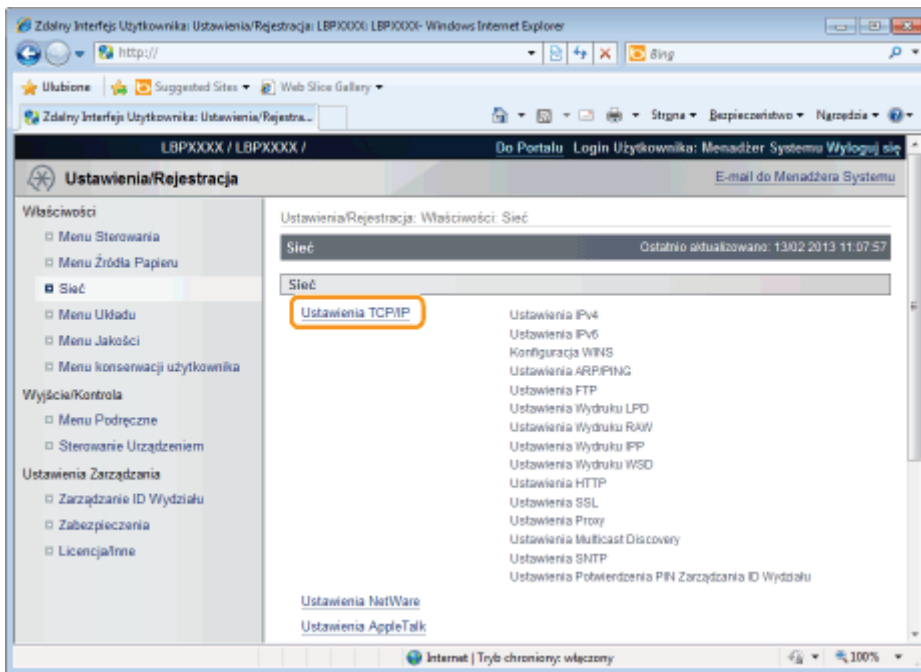 Zdalny Interfejs Użytkownika: Ustawienia/Rejestracja: LBPXXXX: LBPXXXX- Windows Internet Explorer
http://
Bing
Ulubione Suggested Sites Web Slice Gallery
Zdalny Interfejs Użytkownika: Ustawienia/Rejestra...
Strona Bezpieczeństwo Narzędzia
LBPXXXX / LBPXXXX /
Do Portalu Login Użytkownika: Menadżer Systemu Wyloguj się
Ustawienia/Rejestracja
E-mail do Menadżera Systemu
Właściwości
Menu Sterowania
Menu Źródła Papieru
Sieć
Menu Układu
Menu Jakości
Menu konserwacji użytkownika
Wyjście/Kontrola
Menu Podręczne
Sterowanie Urządzeniem
Ustawienia Zarządzania
Zarządzanie ID Wydziału
Zabezpieczenia
Licencja/Inne
Ustawienia/Rejestracja: Właściwości: Sieć
Sieć
Ostatnio aktualizowano: 13/02 2013 11:07:57
Sieć
Ustawienia TCP/IP
Ustawienia IPv4
Ustawienia IPv6
Konfiguracja WINS
Ustawienia ARP/PING
Ustawienia FTP
Ustawienia Wydruku LPD
Ustawienia Wydruku RAW
Ustawienia Wydruku IPP
Ustawienia Wydruku WSD
Ustawienia HTTP
Ustawienia SSL
Ustawienia Proxy
Ustawienia Multicast Discovery
Ustawienia SNTP
Ustawienia Potwierdzenia PIN Zarządzania ID Wydziału
Ustawienia NetWare
Ustawienia AppleTalk
Internet | Tryb chroniony: włączony
100%